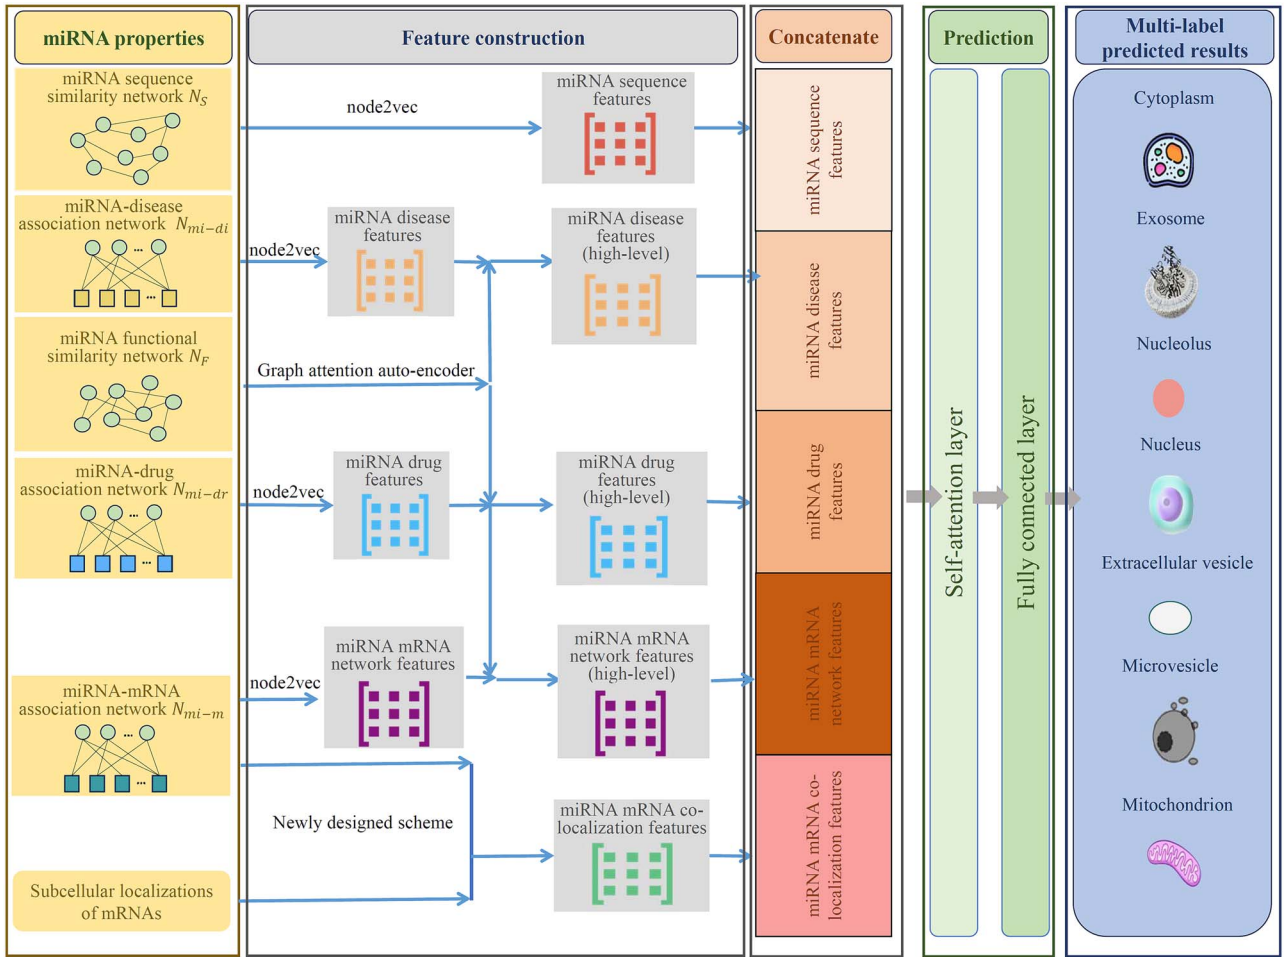 miRNA properties
miRNA sequence
similarity network N_S
miRNA-disease
association network N_{mi-di}
miRNA functional
similarity network N_F
miRNA-drug
association network N_{mi-dr}
miRNA-mRNA
association network N_{mi-m}
Subcellular localizations
of mRNAs
Feature construction
node2vec
miRNA sequence
features
node2vec
miRNA disease
features
miRNA disease
features
(high-level)
Graph attention auto-encoder
node2vec
miRNA drug
features
miRNA drug
features
(high-level)
node2vec
miRNA mRNA
network features
miRNA mRNA
network features
(high-level)
Newly designed scheme
miRNA mRNA co-
localization features
Concatenate
miRNA sequence
features
miRNA disease
features
miRNA drug
features
miRNA mRNA
network features
miRNA mRNA co-
localization features
Prediction
Self-attention layer
Fully connected layer
Multi-label
predicted results
Cytoplasm
Exosome
Nucleolus
Nucleus
Extracellular vesicle
Microvesicle
Mitochondrion